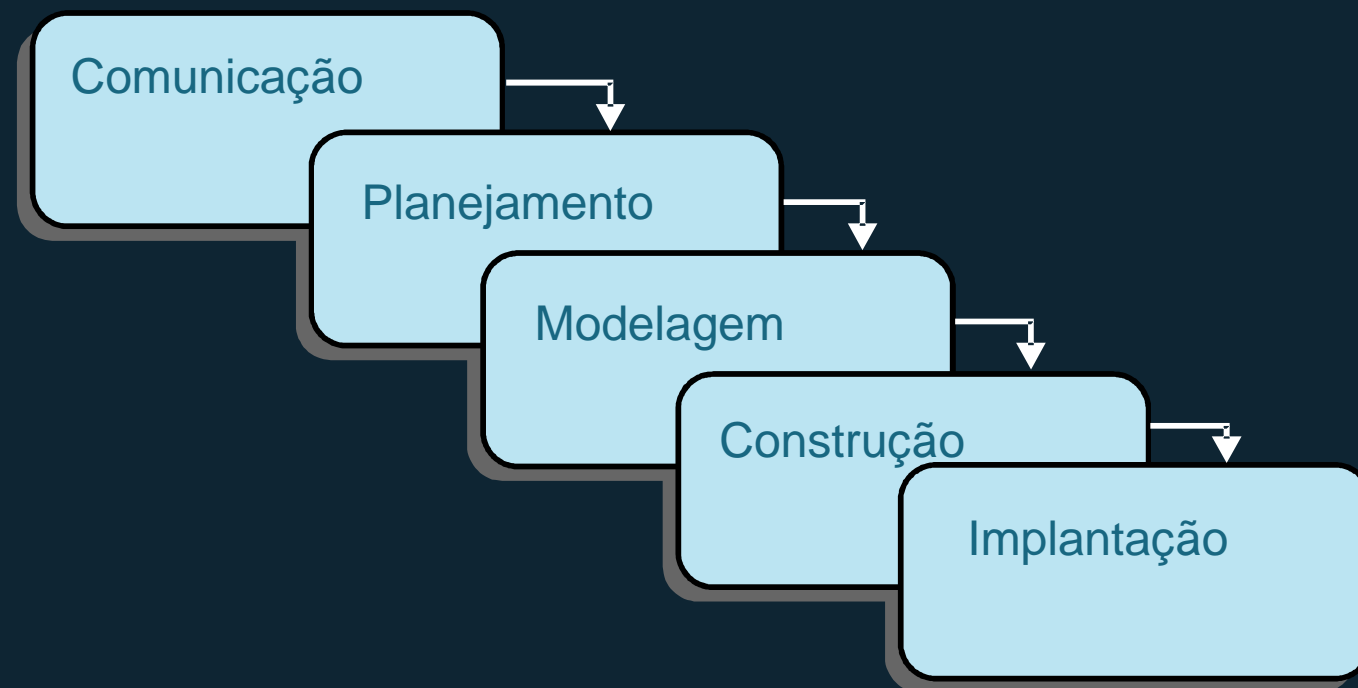 Comunicação
Planejamento
Modelagem
Construção
Implantação